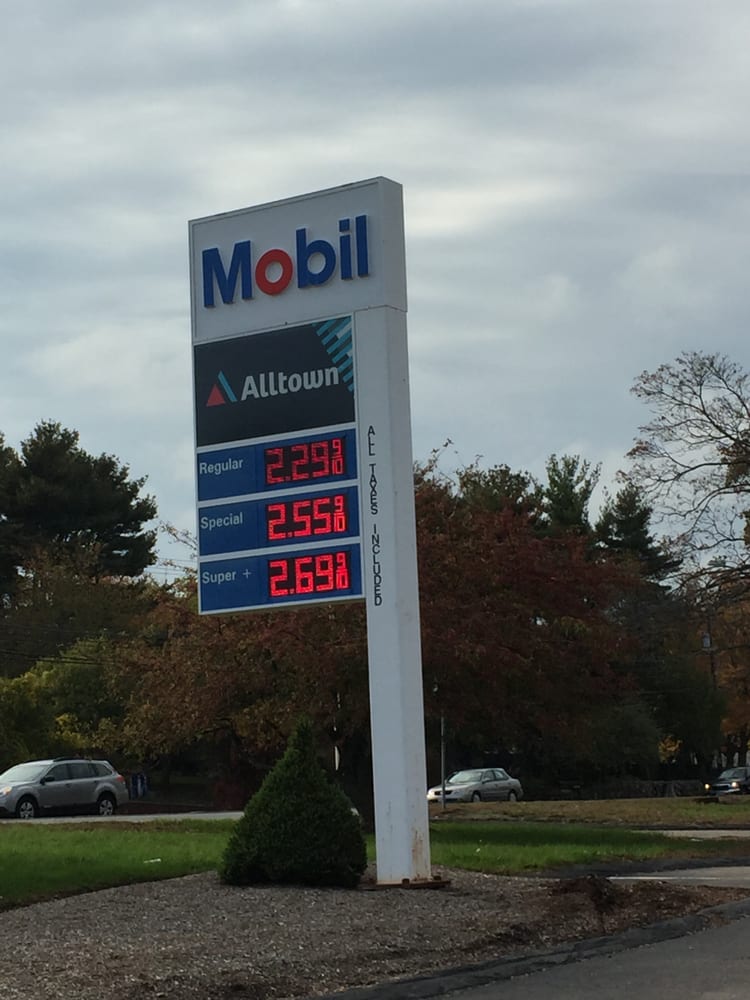 Mobil
Alltown
Regular 2.29 9/10
Special 2.55 9/10
Super + 2.69 9/10
ALL TAXES INCLUDED